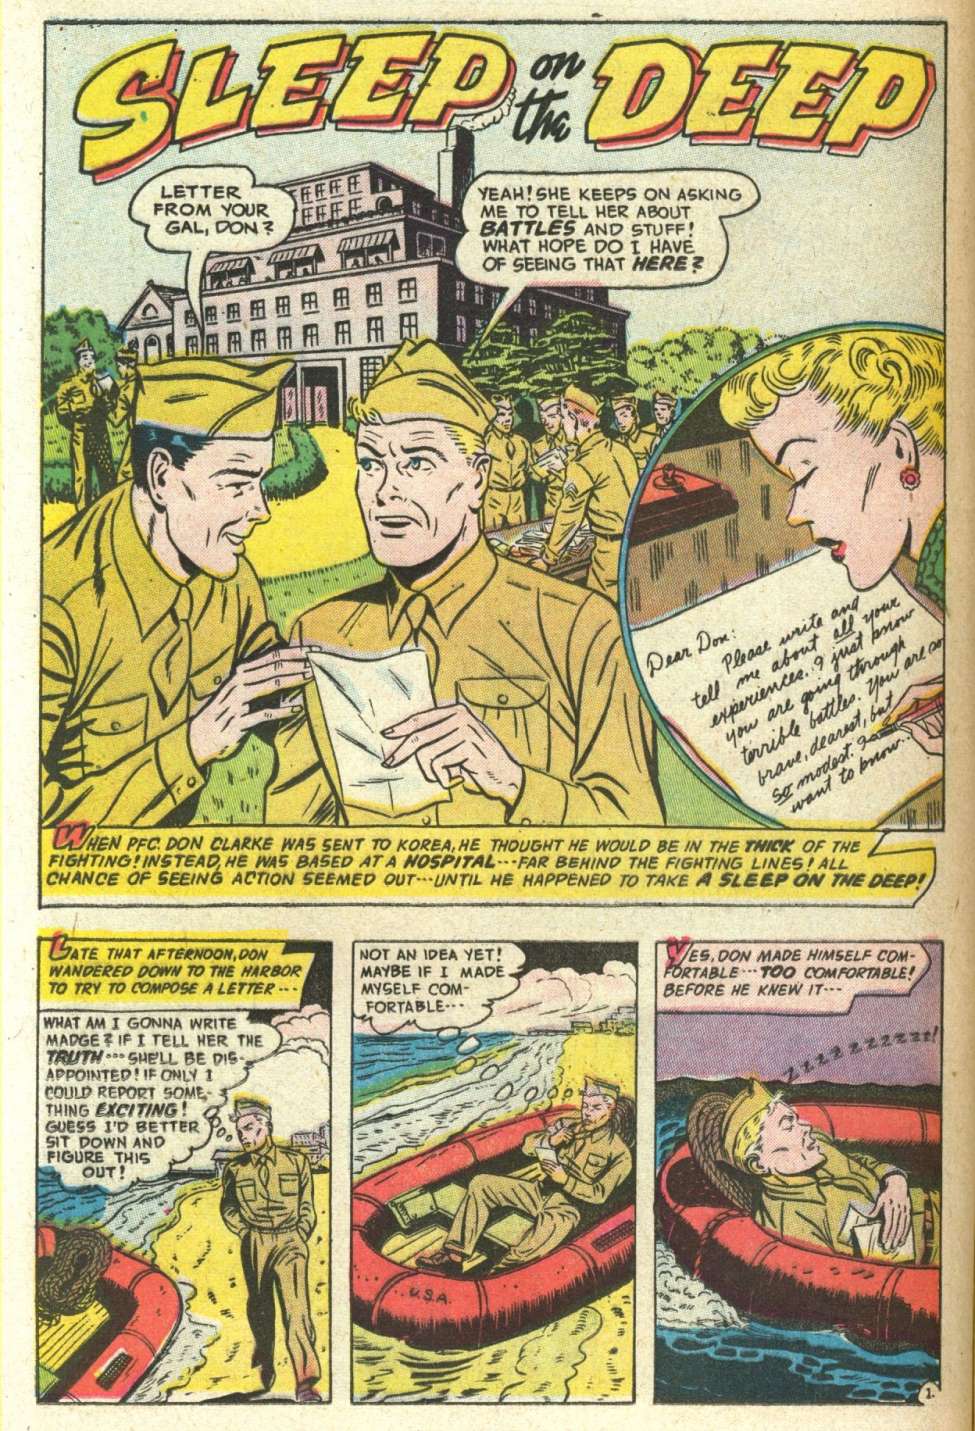 SLEEP on the DEEP
LETTER
FROM YOUR
GAL, DON?
YEAH! SHE KEEPS ON ASKING
ME TO TELL HER ABOUT
BATTLES AND STUFF!
WHAT HOPE DO I HAVE
OF SEEING THAT HERE?
Dear Don:
Please write and
tell me about all your
experiences. I just know
you are going through
terrible battles. You are so
brave, dearest, but
so modest. I
want to know..
WHEN PFC. DON CLARKE WAS SENT TO KOREA, HE THOUGHT HE WOULD BE IN THE THICK OF THE
FIGHTING! INSTEAD, HE WAS BASED AT A HOSPITAL---FAR BEHIND THE FIGHTING LINES! ALL
CHANCE OF SEEING ACTION SEEMED OUT---UNTIL HE HAPPENED TO TAKE A SLEEP ON THE DEEP!
LATE THAT AFTERNOON, DON
WANDERED DOWN TO THE HARBOR
TO TRY TO COMPOSE A LETTER---
WHAT AM I GONNA WRITE
MADGE? IF I TELL HER THE
TRUTH---SHE'LL BE DIS-
APPOINTED! IF ONLY I
COULD REPORT SOME-
THING EXCITING!
GUESS I'D BETTER
SIT DOWN AND
FIGURE THIS
OUT!
NOT AN IDEA YET!
MAYBE IF I MADE
MYSELF COM-
FORTABLE---
U.S.A.
YES, DON MADE HIMSELF COM-
FORTABLE---TOO COMFORTABLE!
BEFORE HE KNEW IT---
ZZZZZZZZZZ!
1.